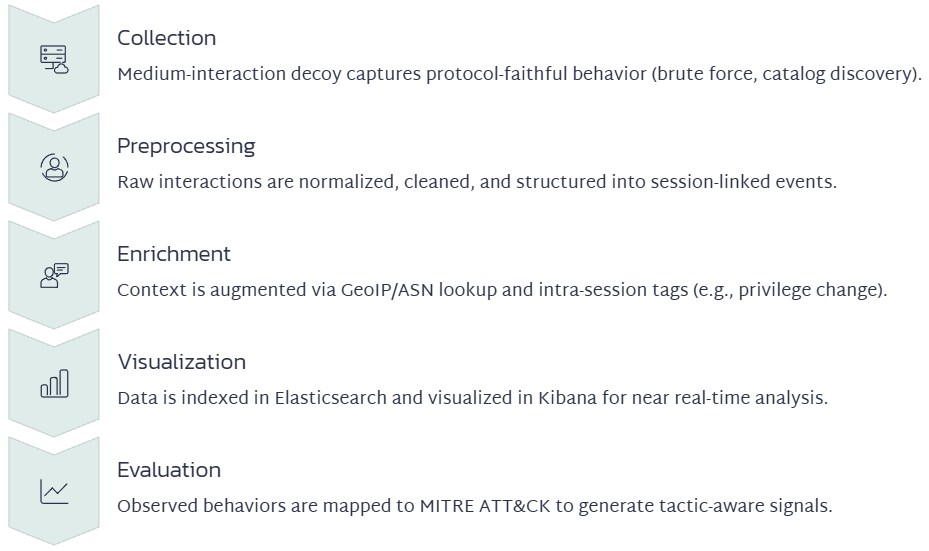 Collection
Medium-interaction decoy captures protocol-faithful behavior (brute force, catalog discovery).
Preprocessing
Raw interactions are normalized, cleaned, and structured into session-linked events.
Enrichment
Context is augmented via GeoIP/ASN lookup and intra-session tags (e.g., privilege change).
Visualization
Data is indexed in Elasticsearch and visualized in Kibana for near real-time analysis.
Evaluation
Observed behaviors are mapped to MITRE ATT&CK to generate tactic-aware signals.